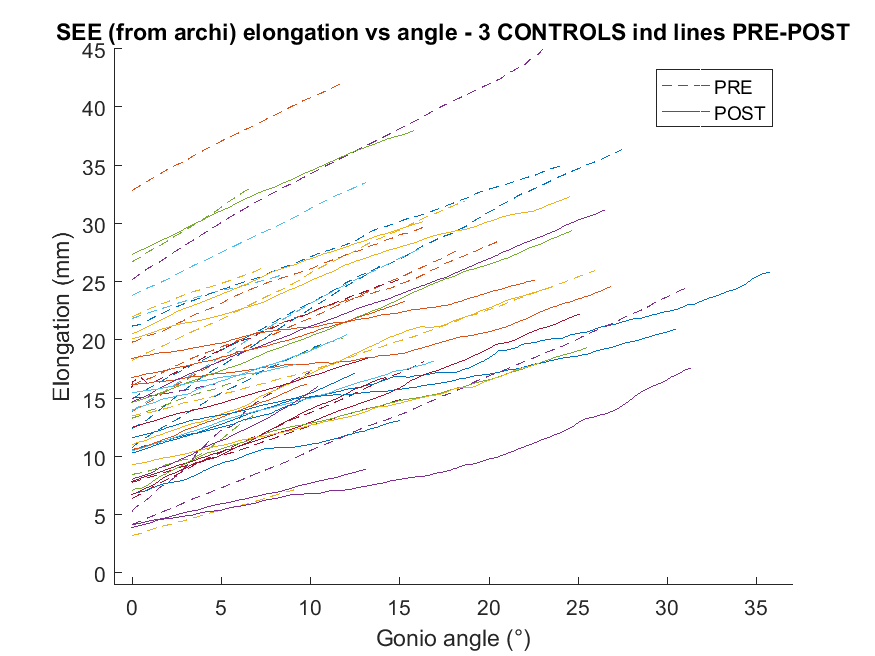 SEE (from archi) elongation vs angle - 3 CONTROLS ind lines PRE-POST
45
40
35
30
25
20
15
10
5
0
Elongation (mm)
PRE
POST
0 5 10 15 20 25 30 35
Gonio angle (°)